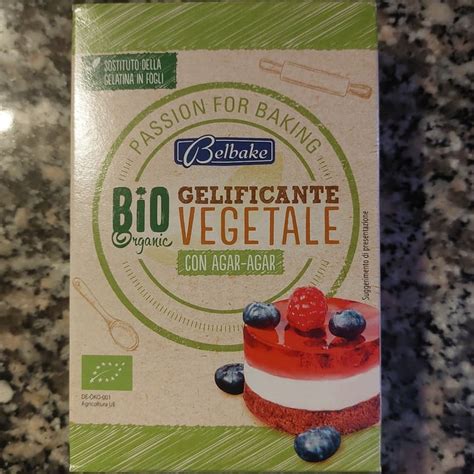 SOSTITUTO DELLA
GELATINA IN FOGLI
PASSION FOR BAKING
Belbake
BIO
Organic
GELIFICANTE
VEGETALE
CON AGAR-AGAR
Suggerimento di presentazione
DE-ÖKO-001
Agricoltura UE